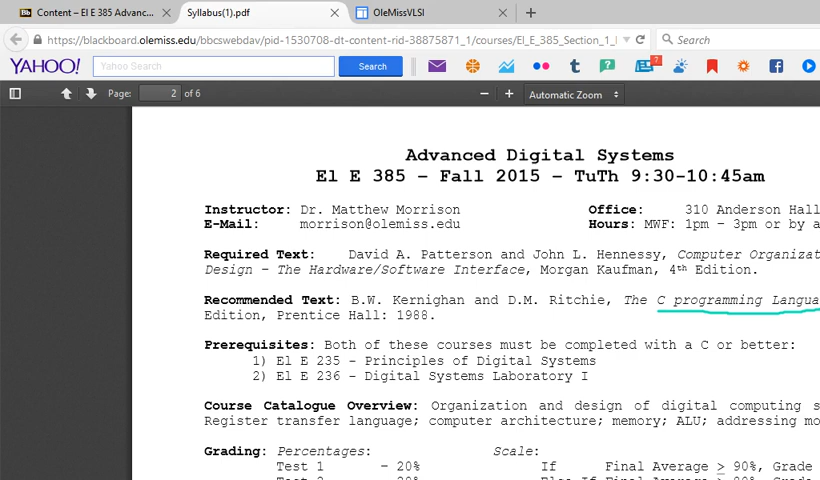 Content – El E 385 Advanc...
Syllabus(1).pdf
OleMissVLSI
https://blackboard.olemiss.edu/bbcswebdav/pid-1530708-dt-content-rid-38875871_1/courses/El_E_385_Section_1_
Search
YAHOO!
Yahoo Search
Search
7
Page: 2 of 6
Automatic Zoom
Advanced Digital Systems
El E 385 – Fall 2015 – TuTh 9:30-10:45am
Instructor: Dr. Matthew Morrison Office: 310 Anderson Hall
E-Mail: morrison@olemiss.edu Hours: MWF: 1pm – 3pm or by a
Required Text: David A. Patterson and John L. Hennessy, Computer Organizat
Design – The Hardware/Software Interface, Morgan Kaufman, 4th Edition.
Recommended Text: B.W. Kernighan and D.M. Ritchie, The C programming Langua
Edition, Prentice Hall: 1988.
Prerequisites: Both of these courses must be completed with a C or better:
1) El E 235 – Principles of Digital Systems
2) El E 236 – Digital Systems Laboratory I
Course Catalogue Overview: Organization and design of digital computing s
Register transfer language; computer architecture; memory; ALU; addressing mo
Grading: Percentages: Scale:
Test 1 – 20% If Final Average > 90%, Grade